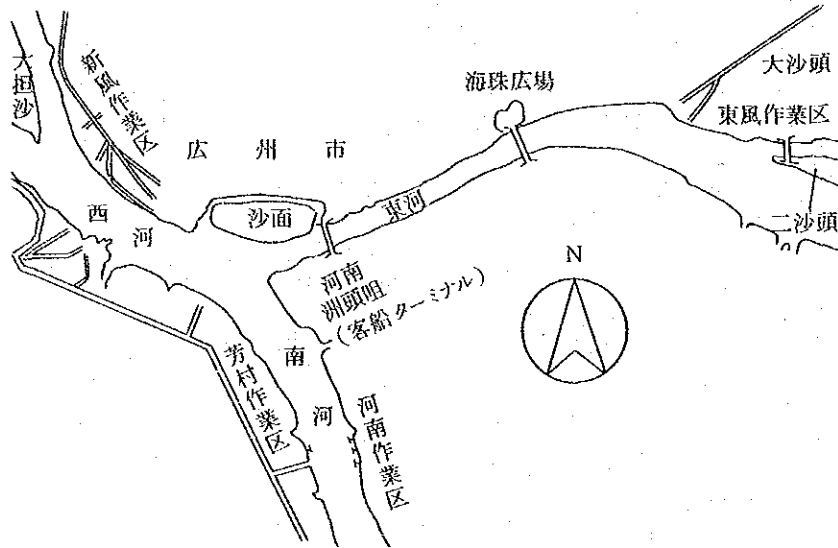 大坦沙
新風作業区
広州市
海珠広場
大沙頭
東風作業区
二沙頭
西河
沙面
東河
河南
洲頭咀
(客船ターミナル)
N
南河
芳村作業区
河南作業区